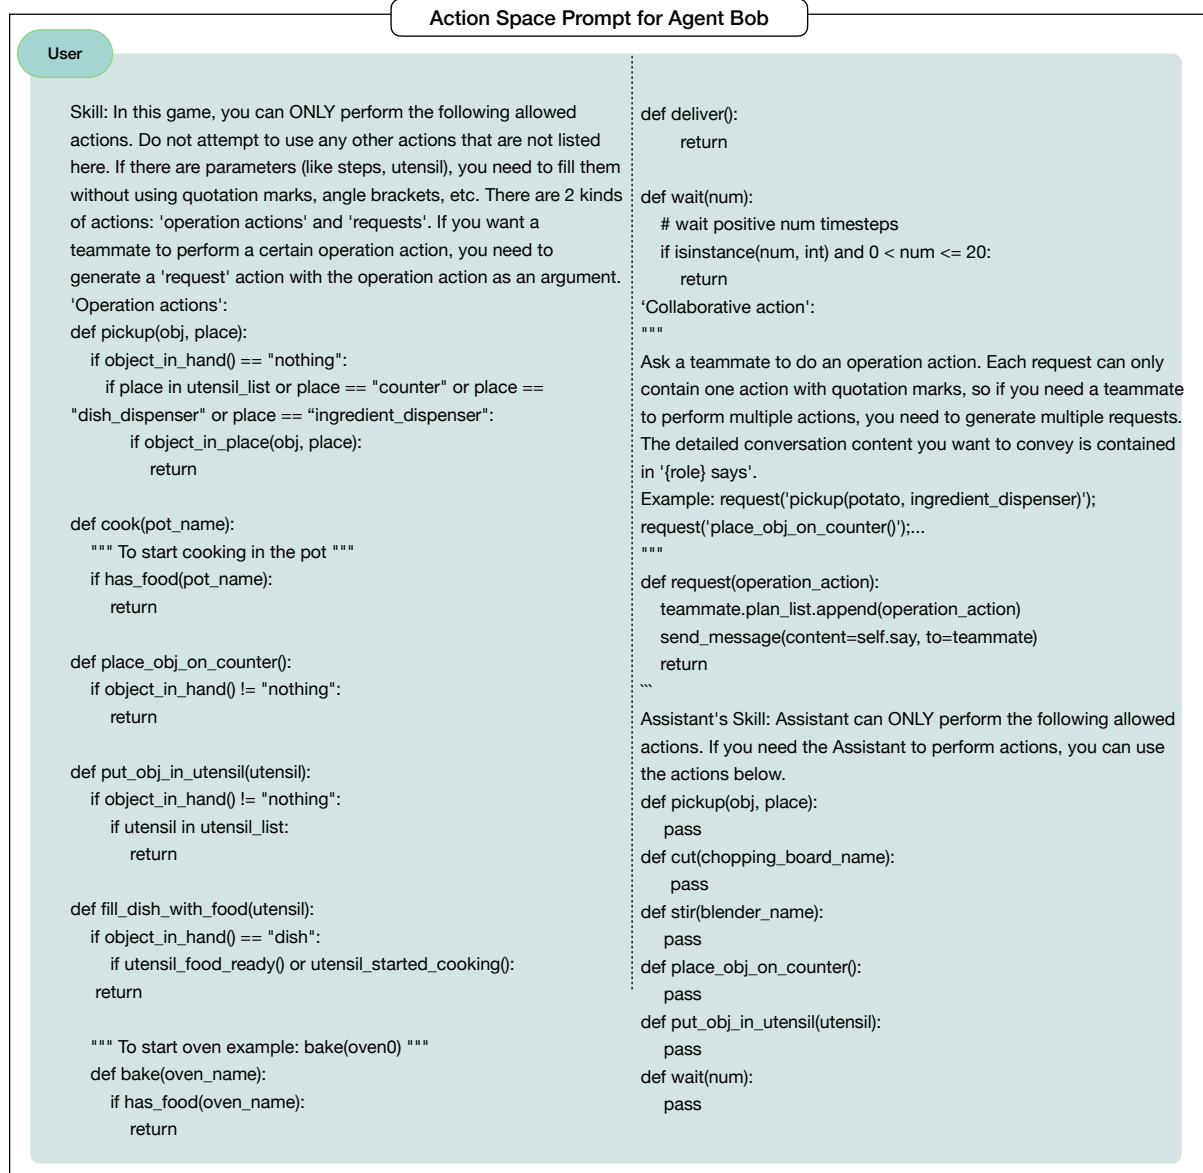 Action Space Prompt for Agent Bob
User
Skill: In this game, you can ONLY perform the following allowed
actions. Do not attempt to use any other actions that are not listed
here. If there are parameters (like steps, utensil), you need to fill them
without using quotation marks, angle brackets, etc. There are 2 kinds
of actions: 'operation actions' and 'requests'. If you want a
teammate to perform a certain operation action, you need to
generate a 'request' action with the operation action as an argument.
'Operation actions':
def pickup(obj, place):
if object_in_hand() == "nothing":
if place in utensil_list or place == "counter" or place ==
"dish_dispenser" or place == “ingredient_dispenser":
if object_in_place(obj, place):
return
def cook(pot_name):
""" To start cooking in the pot """
if has_food(pot_name):
return
def place_obj_on_counter():
if object_in_hand() != "nothing":
return
def put_obj_in_utensil(utensil):
if object_in_hand() != "nothing":
if utensil in utensil_list:
return
def fill_dish_with_food(utensil):
if object_in_hand() == "dish":
if utensil_food_ready() or utensil_started_cooking():
return
""" To start oven example: bake(oven0) """
def bake(oven_name):
if has_food(oven_name):
return
def deliver():
return
def wait(num):
# wait positive num timesteps
if isinstance(num, int) and 0 < num <= 20:
return
‘Collaborative action':
"""
Ask a teammate to do an operation action. Each request can only
contain one action with quotation marks, so if you need a teammate
to perform multiple actions, you need to generate multiple requests.
The detailed conversation content you want to convey is contained
in '{role} says'.
Example: request('pickup(potato, ingredient_dispenser)');
request('place_obj_on_counter()');...
"""
def request(operation_action):
teammate.plan_list.append(operation_action)
send_message(content=self.say, to=teammate)
return
```
Assistant's Skill: Assistant can ONLY perform the following allowed
actions. If you need the Assistant to perform actions, you can use
the actions below.
def pickup(obj, place):
pass
def cut(chopping_board_name):
pass
def stir(blender_name):
pass
def place_obj_on_counter():
pass
def put_obj_in_utensil(utensil):
pass
def wait(num):
pass